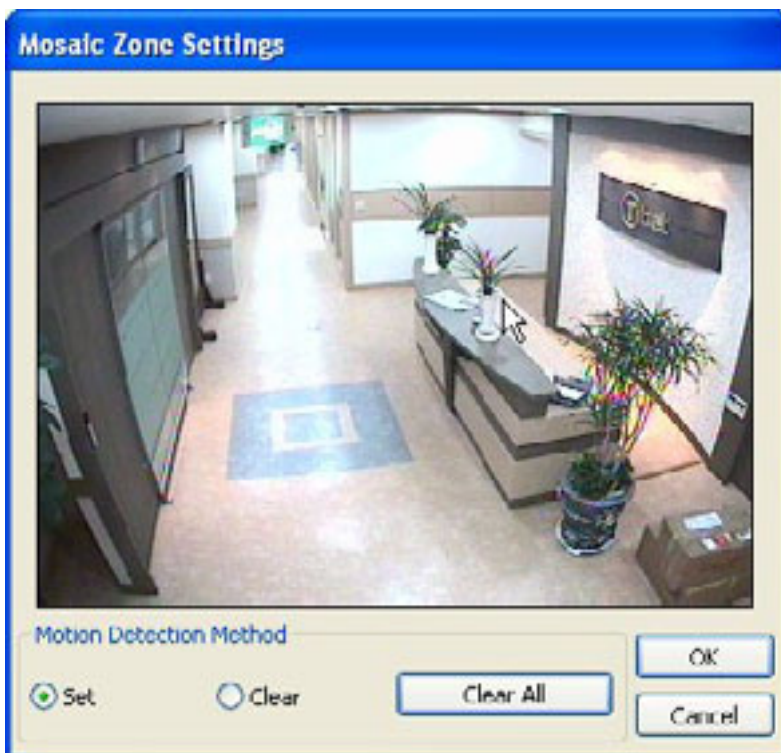 Mosaic Zone Settings
Motion Detection Method
Set
Clear
Clear All
OK
Cancel